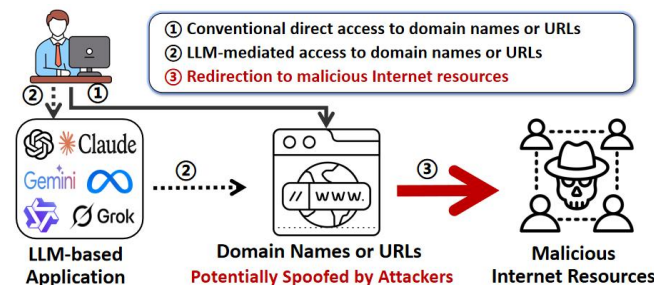 ① Conventional direct access to domain names or URLs
② LLM-mediated access to domain names or URLs
③ Redirection to malicious Internet resources
② ①
Claude
Gemini
Grok
②
// WWW.
③
LLM-based
Application
Domain Names or URLs
Potentially Spoofed by Attackers
Malicious
Internet Resources